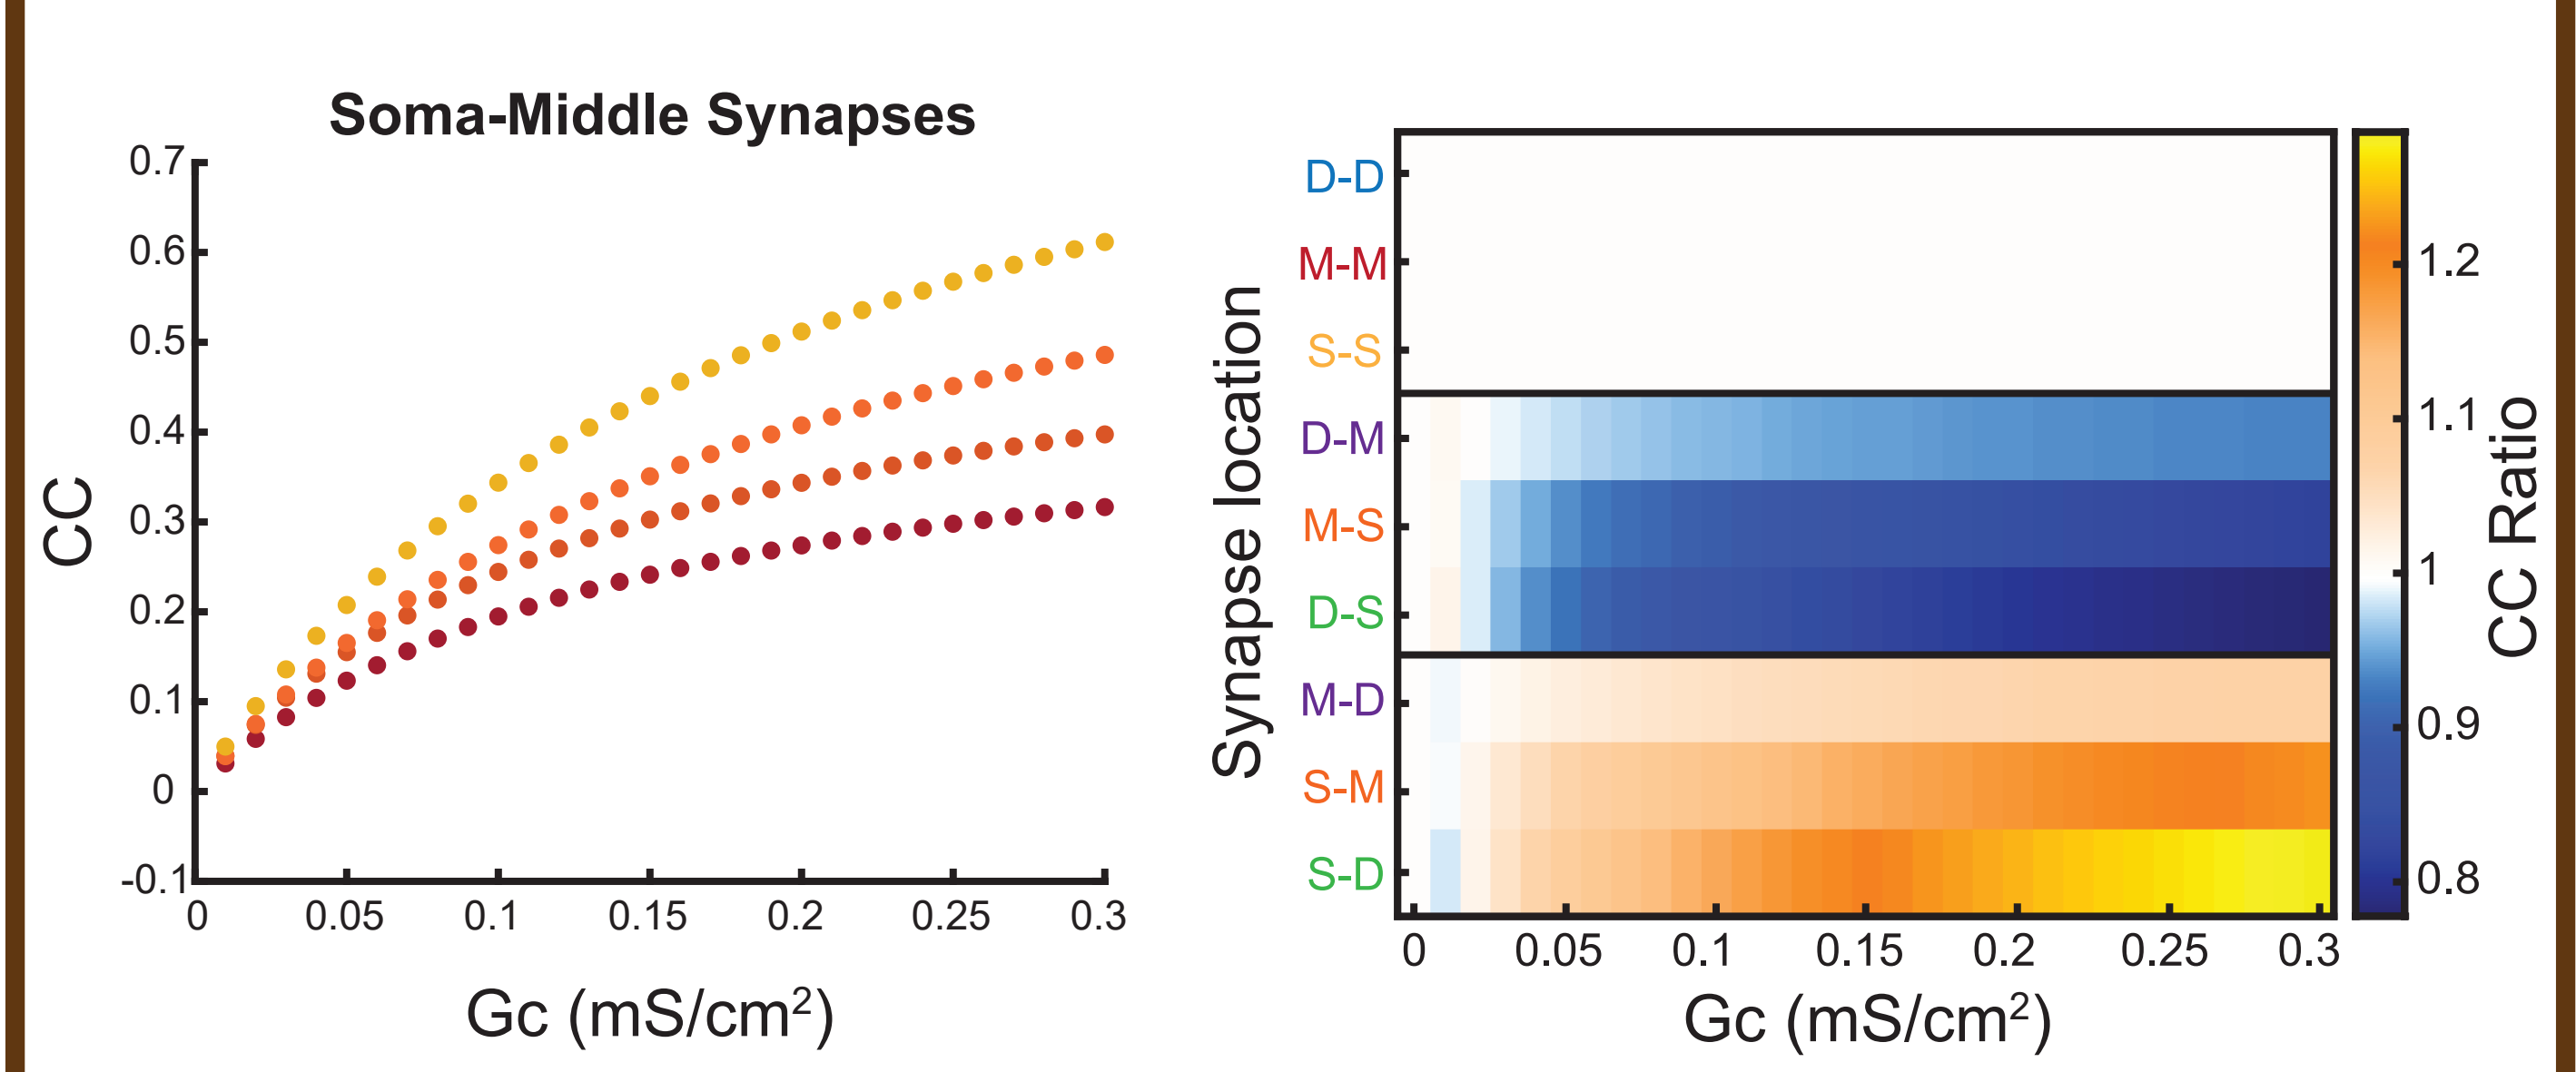 Soma-Middle Synapses
0.7
0.6
0.5
0.4
0.3
0.2
0.1
0
-0.1
CC
0 0.05 0.1 0.15 0.2 0.25 0.3
Gc (mS/cm²)
Synapse location
D-D
M-M
S-S
D-M
M-S
D-S
M-D
S-M
S-D
0 0.05 0.1 0.15 0.2 0.25 0.3
Gc (mS/cm²)
1.2
1.1
1
0.9
0.8
CC Ratio